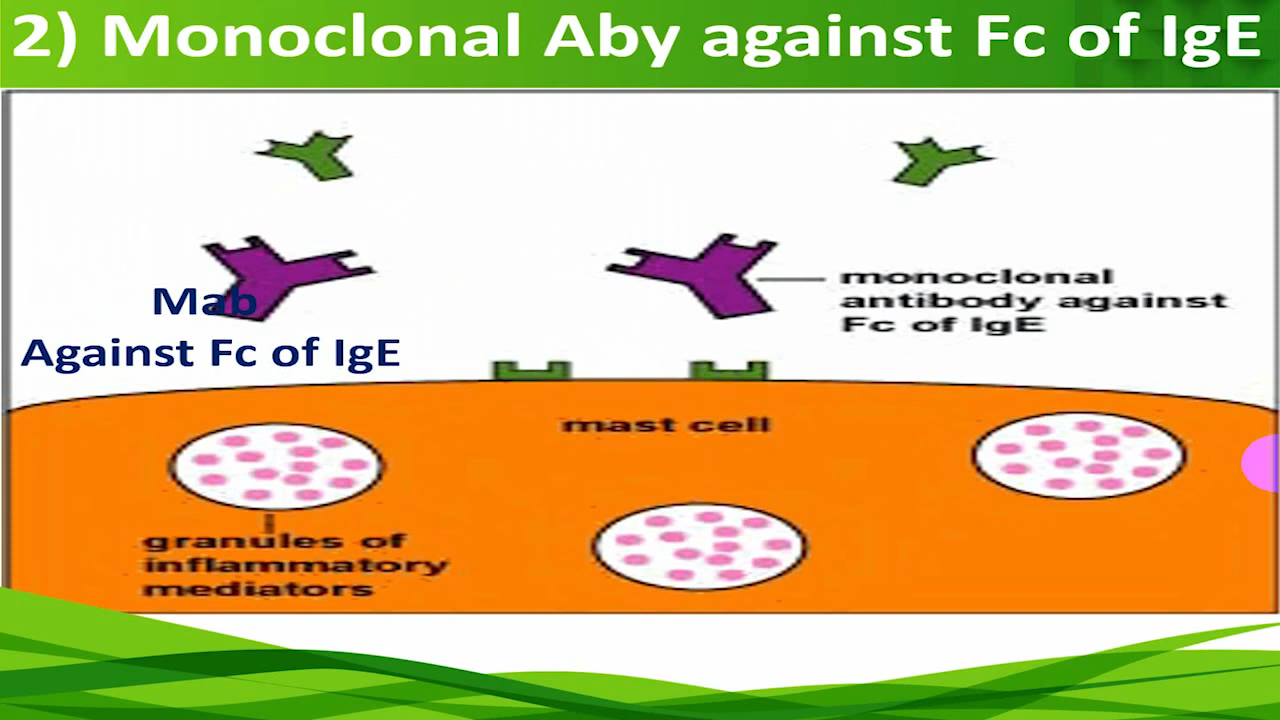 2) Monoclonal Aby against Fc of IgE
monoclonal
antibody against
Fc of IgE
Mab
Against Fc of IgE
mast cell
granules of
inflammatory
mediators